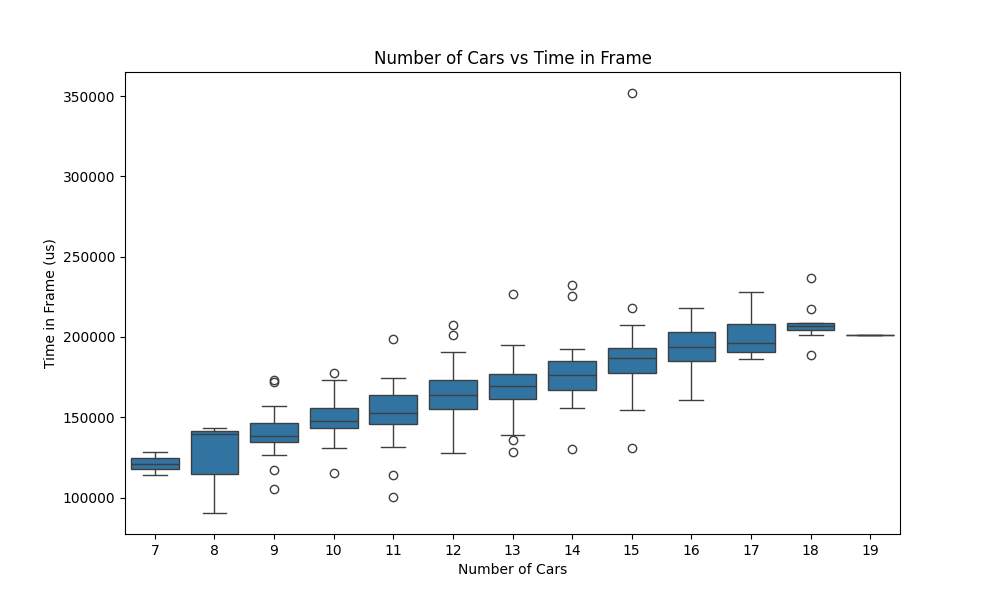 Number of Cars vs Time in Frame
Time in Frame (us)
350000
300000
250000
200000
150000
100000
7 8 9 10 11 12 13 14 15 16 17 18 19
Number of Cars